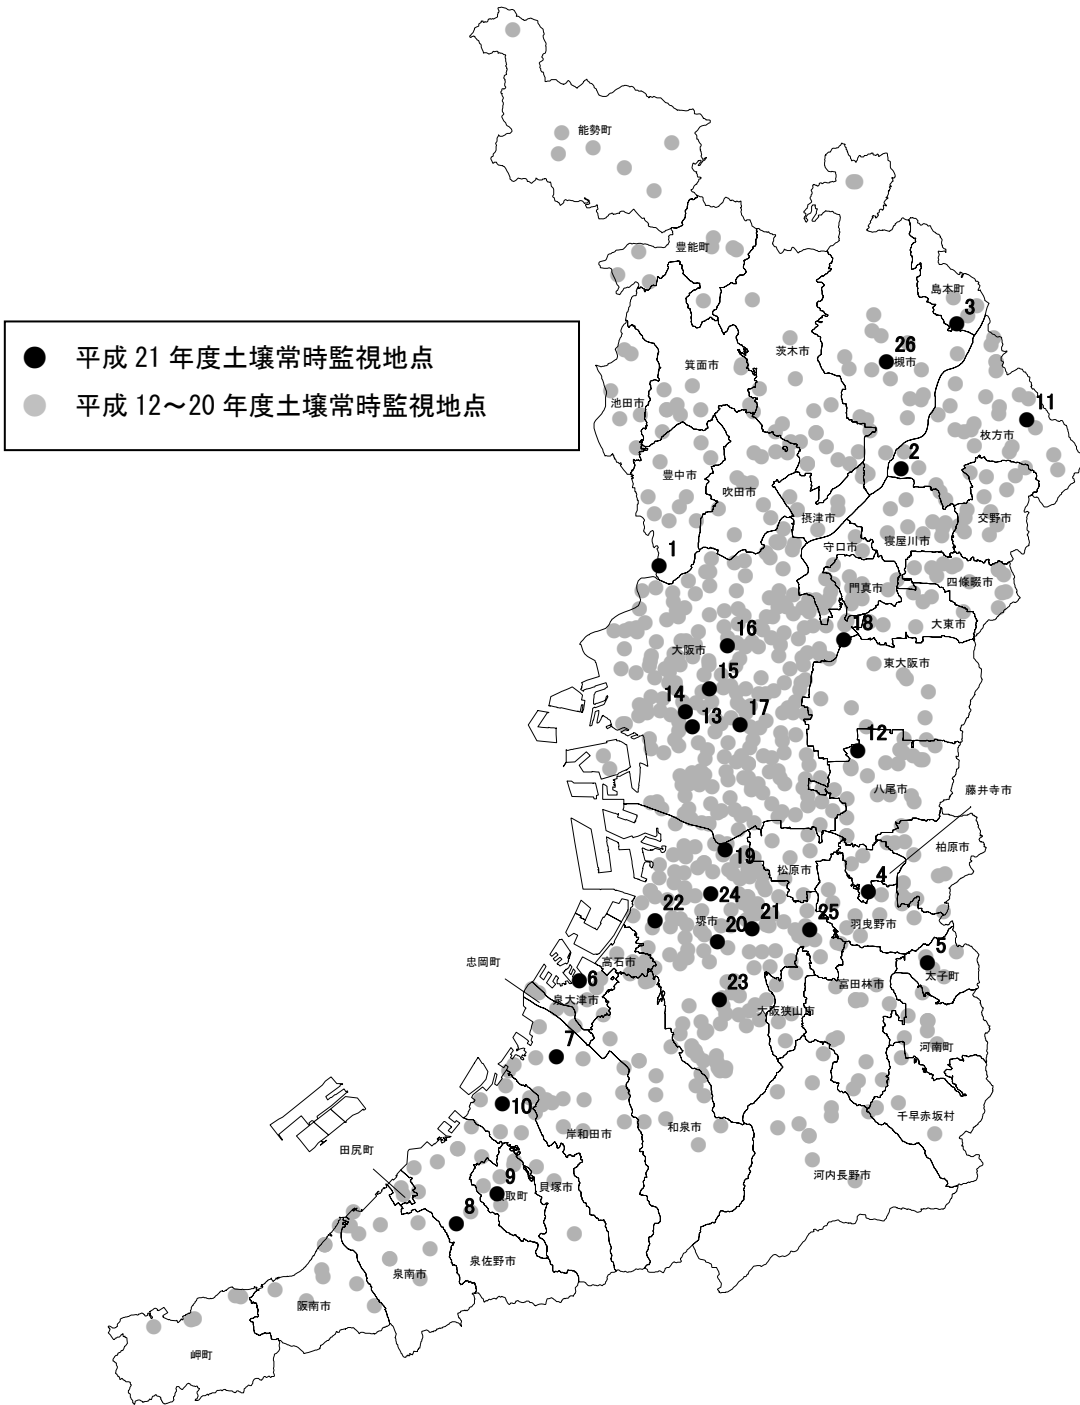 能勢町
豊能町
島本町
3
平成 21 年度土壌常時監視地点
平成 12～20 年度土壌常時監視地点
26
茨木市
槻市
箕面市
池田市
11
枚方市
2
豊中市
吹田市
摂津市
交野市
1
守口市
寝屋川市
門真市
四條畷市
18
大東市
16
大阪市
東大阪市
15
14
13
17
12
八尾市
藤井寺市
19
松原市
柏原市
4
24
22
堺市
20
21
25
羽曳野市
5
太子町
忠岡町
高石市
6
泉大津市
23
大阪狭山市
富田林市
7
河南町
10
岸和田市
和泉市
千早赤坂村
田尻町
9
取町
貝塚市
河内長野市
8
泉佐野市
泉南市
阪南市
岬町